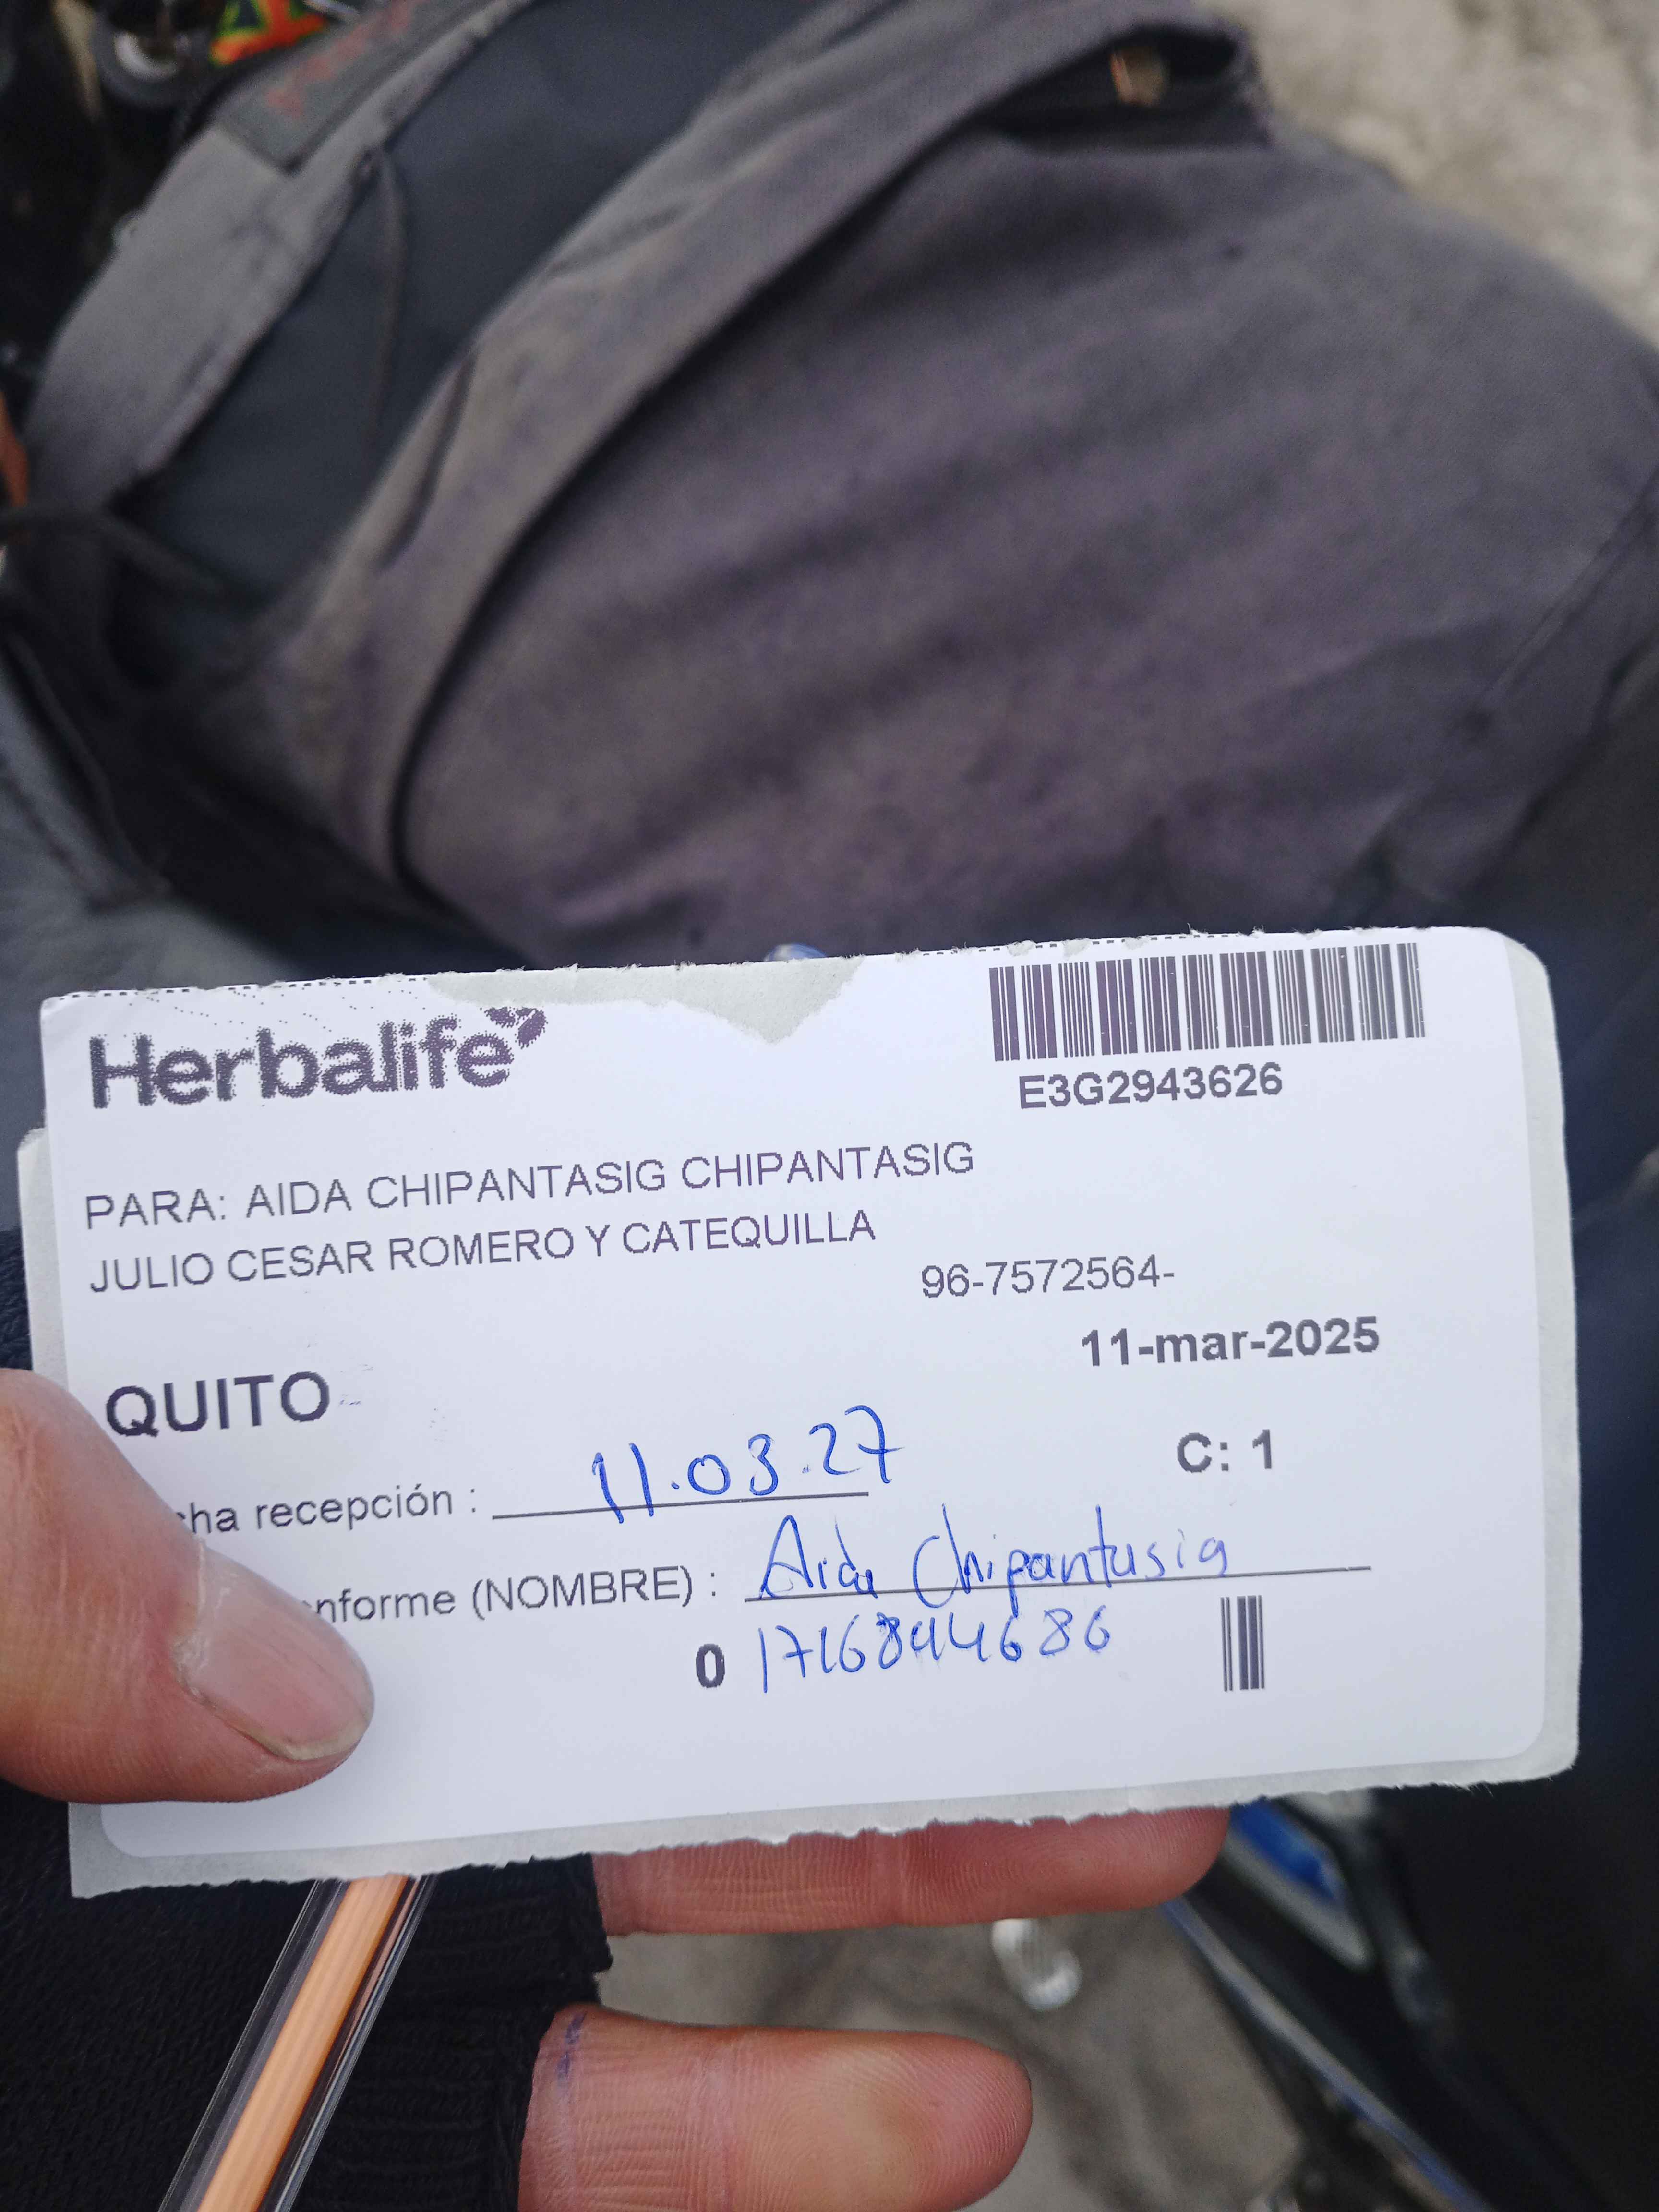 Herbalife
E3G2943626
PARA: AIDA CHIPANTASIG CHIPANTASIG
JULIO CESAR ROMERO Y CATEQUILLA
96-7572564-
11-mar-2025
QUITO
C: 1
cha recepción : 11.03.27
onforme (NOMBRE) : Aida Chipantasig
0 1716844686